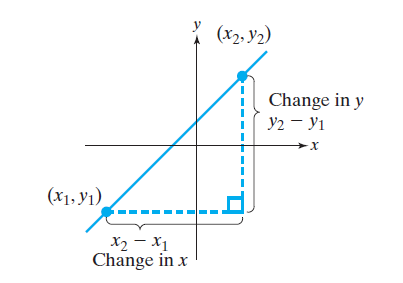 y
(x₂, y₂)
Change in y
y₂ − y₁
x
(x₁, y₁)
x₂ − x₁
Change in x